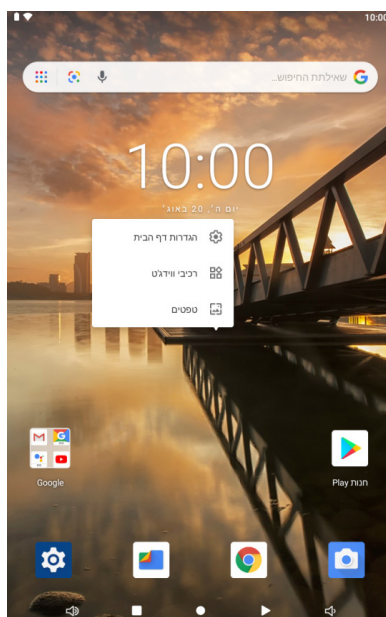 10:00
שאילתת החיפוש..
10:00
יום ה׳, 20 באוג׳
הגדרות דף הבית
רכיבי ווידג'ט
טפטים
Google
חנות Play